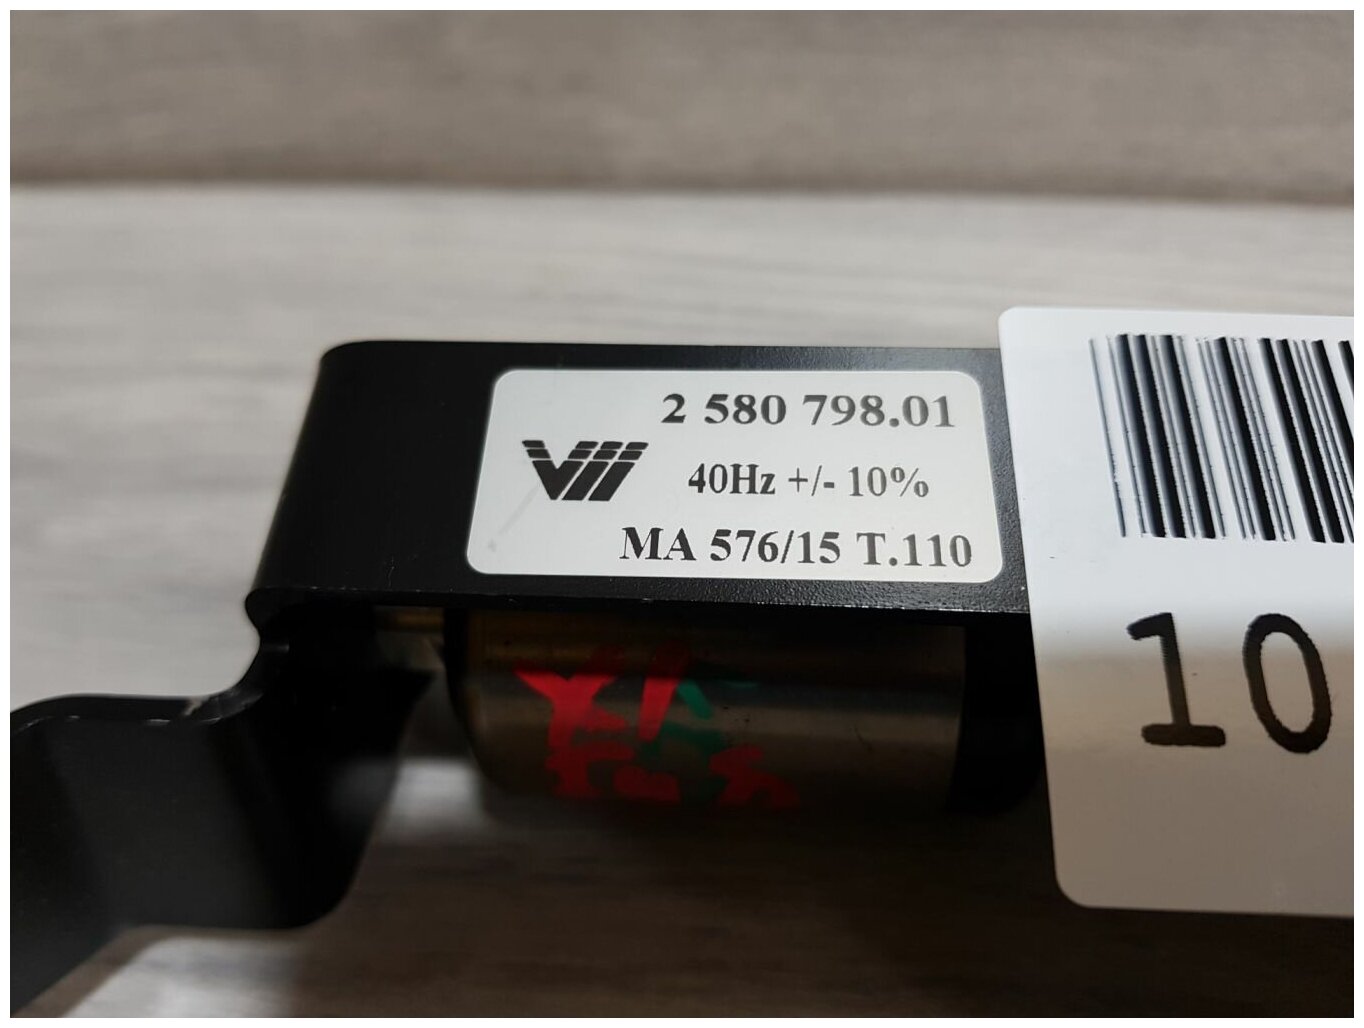 2 580 798.01
Vii
40Hz +/- 10%
MA 576/15 T.110
10